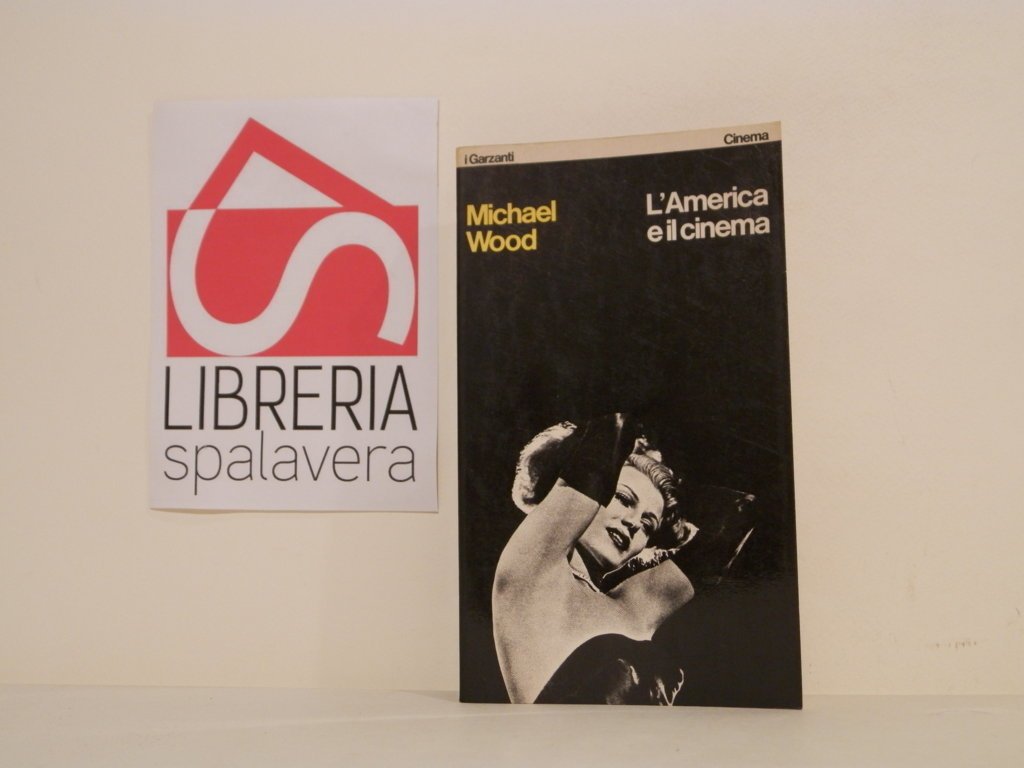 LIBRERIA
spalavera
i Garzanti
Cinema
Michael
Wood
L'America
e il cinema